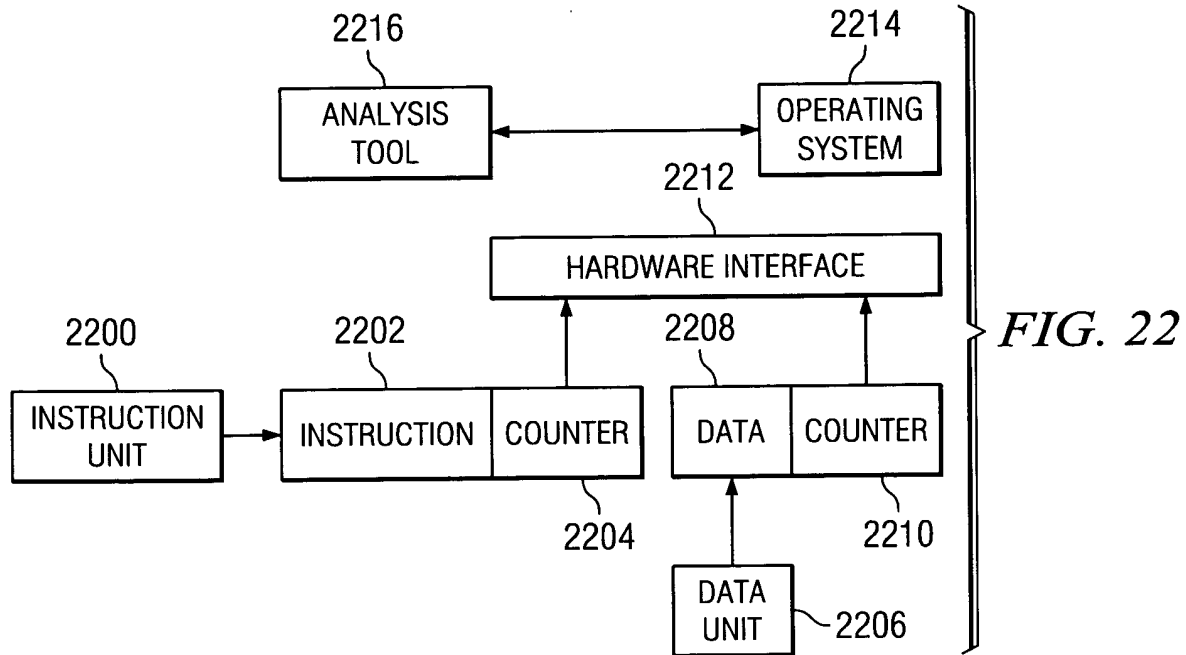 2216
2214
ANALYSIS
TOOL
OPERATING
SYSTEM
2212
HARDWARE INTERFACE
2200
2202
2208
FIG. 22
INSTRUCTION
UNIT
INSTRUCTION
COUNTER
DATA
COUNTER
2204
2210
DATA
UNIT
2206